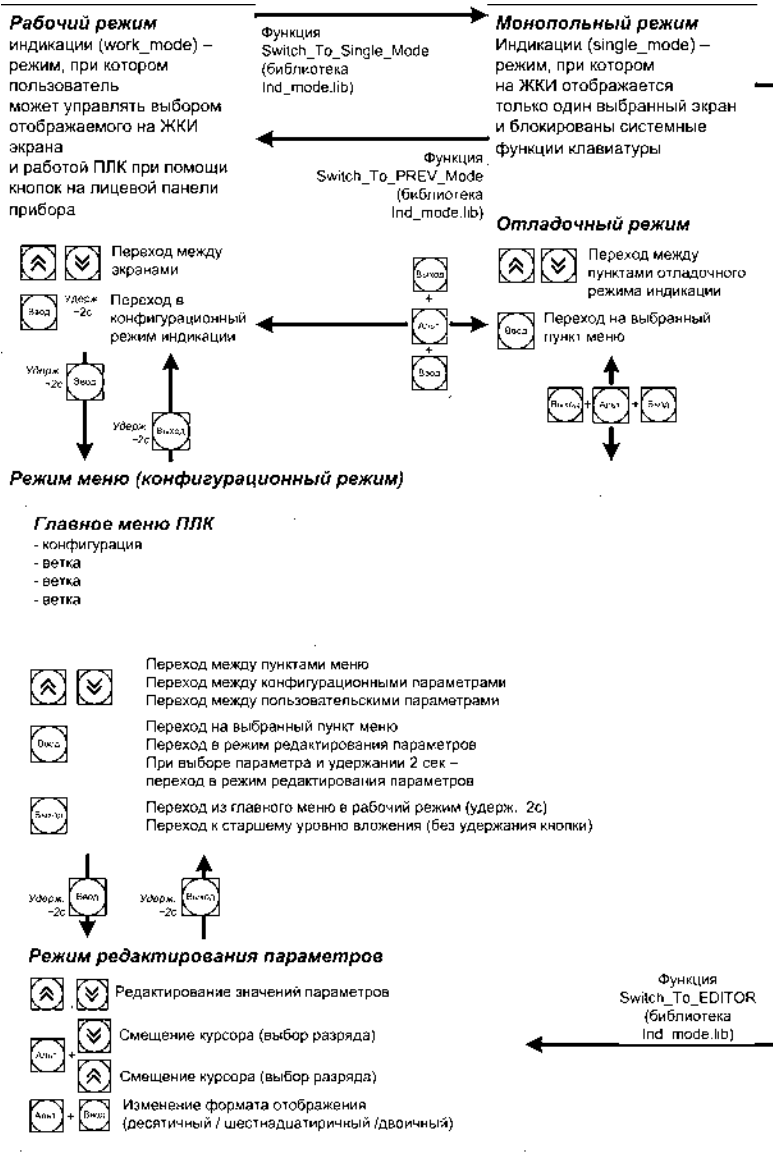 Рабочий режим
индикации (work_mode) –
режим, при котором
пользователь
может управлять выбором
отображаемого на ЖКИ
экрана
и работой ПЛК при помощи
кнопок на лицевой панели
прибора
Функция
Switch_To_Single_Mode
(библиотека
Ind_mode.lib)
Монопольный режим
Индикации (single_mode) –
режим, при котором
на ЖКИ отображается
только один выбранный экран
и блокированы системные
функции клавиатуры
Функция
Switch_To_PREV_Mode
(библиотека
Ind_mode.lib)
Переход между
экранами
Ввод
Удерж.
~2с
Переход в
конфигурационный
режим индикации
Выход
+
Альт
+
Ввод
Отладочный режим
Переход между
пунктами отладочного
режима индикации
Ввод
Переход на выбранный
пункт меню
Выход + Альт + Ввод
Удерж.
~2с
Ввод
Удерж.
~2с
Выход
Режим меню (конфигурационный режим)
Главное меню ПЛК
- конфигурация
- ветка
- ветка
- ветка
Переход между пунктами меню
Переход между конфигурационными параметрами
Переход между пользовательскими параметрами
Ввод
Переход на выбранный пункт меню
Переход в режим редактирования параметров
При выборе параметра и удержании 2 сек –
переход в режим редактирования параметров
Выход
Переход из главного меню в рабочий режим (удерж. 2с)
Переход к старшему уровню вложения (без удержания кнопки)
Удерж.
~2с
Ввод
Удерж.
~2с
Выход
Режим редактирования параметров
Редактирование значений параметров
Альт
+
Смещение курсора (выбор разряда)
Смещение курсора (выбор разряда)
Альт + Ввод
Изменение формата отображения
(десятичный / шестнадцатиричный /двоичный)
Функция
Switch_To_EDITOR
(библиотека
Ind_mode.lib)